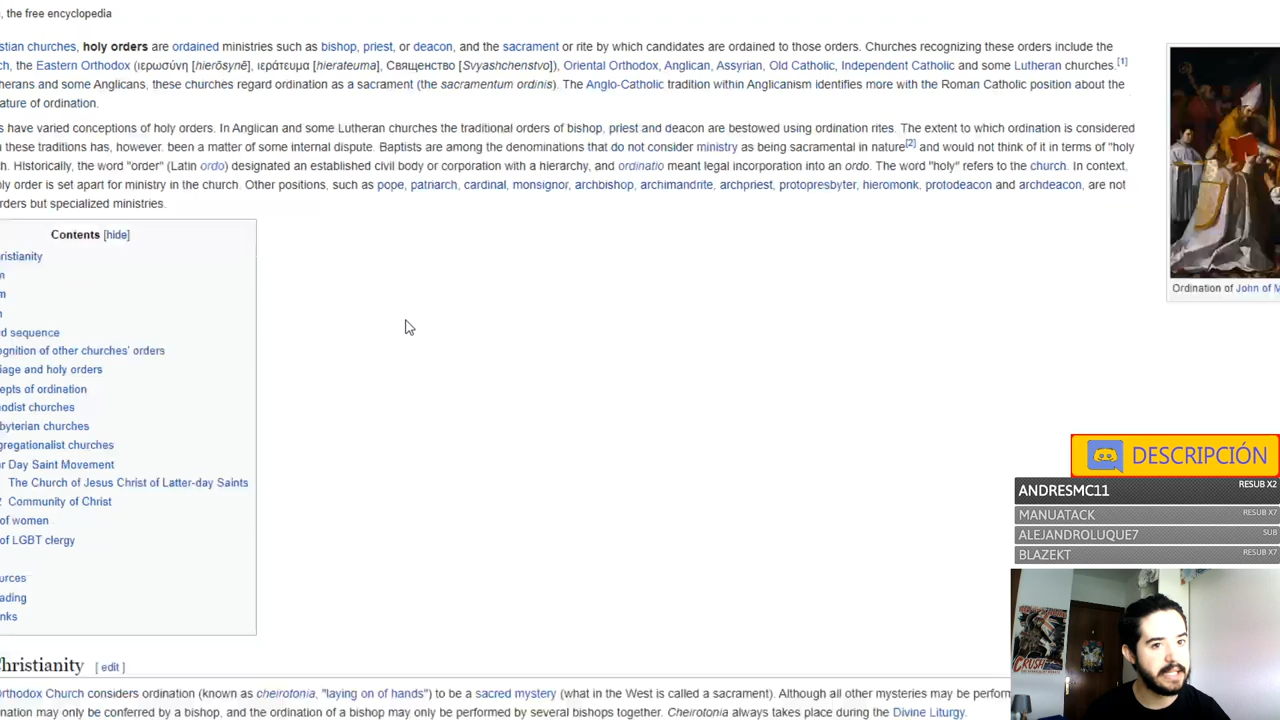 , the free encyclopedia
stian churches, holy orders are ordained ministries such as bishop, priest, or deacon, and the sacrament or rite by which candidates are ordained to those orders. Churches recognizing these orders include the
ch, the Eastern Orthodox (ιερωσύνη [hierōsynē], ιεράτευμα [hierateuma], Священство [Svyashchenstvo]), Oriental Orthodox, Anglican, Assyrian, Old Catholic, Independent Catholic and some Lutheran churches.[1]
herans and some Anglicans, these churches regard ordination as a sacrament (the sacramentum ordinis). The Anglo-Catholic tradition within Anglicanism identifies more with the Roman Catholic position about the
ature of ordination.
s have varied conceptions of holy orders. In Anglican and some Lutheran churches the traditional orders of bishop, priest and deacon are bestowed using ordination rites. The extent to which ordination is considered
n these traditions has, however. been a matter of some internal dispute. Baptists are among the denominations that do not consider ministry as being sacramental in nature[2] and would not think of it in terms of "holy
h. Historically, the word "order" (Latin ordo) designated an established civil body or corporation with a hierarchy, and ordinatio meant legal incorporation into an ordo. The word "holy" refers to the church. In context,
oly order is set apart for ministry in the church. Other positions, such as pope, patriarch, cardinal, monsignor, archbishop, archimandrite, archpriest, protopresbyter, hieromonk, protodeacon and archdeacon, are not
rders but specialized ministries.
Ordination of John of M
Contents [hide]
ristianity
n
m
n
d sequence
ognition of other churches' orders
iage and holy orders
epts of ordination
odist churches
byterian churches
gregationalist churches
r Day Saint Movement
The Church of Jesus Christ of Latter-day Saints
2 Community of Christ
of women
of LGBT clergy
urces
ading
nks
hristianity [ edit ]
rthodox Church considers ordination (known as cheirotonia, "laying on of hands") to be a sacred mystery (what in the West is called a sacrament). Although all other mysteries may be perform
nation may only be conferred by a bishop, and the ordination of a bishop may only be performed by several bishops together. Cheirotonia always takes place during the Divine Liturgy.
DESCRIPCIÓN
ANDRESMC11 RESUB X2
MANUATACK RESUB X7
ALEJANDROLUQUE7 SUB
BLAZEKT RESUB X7
CRUSH